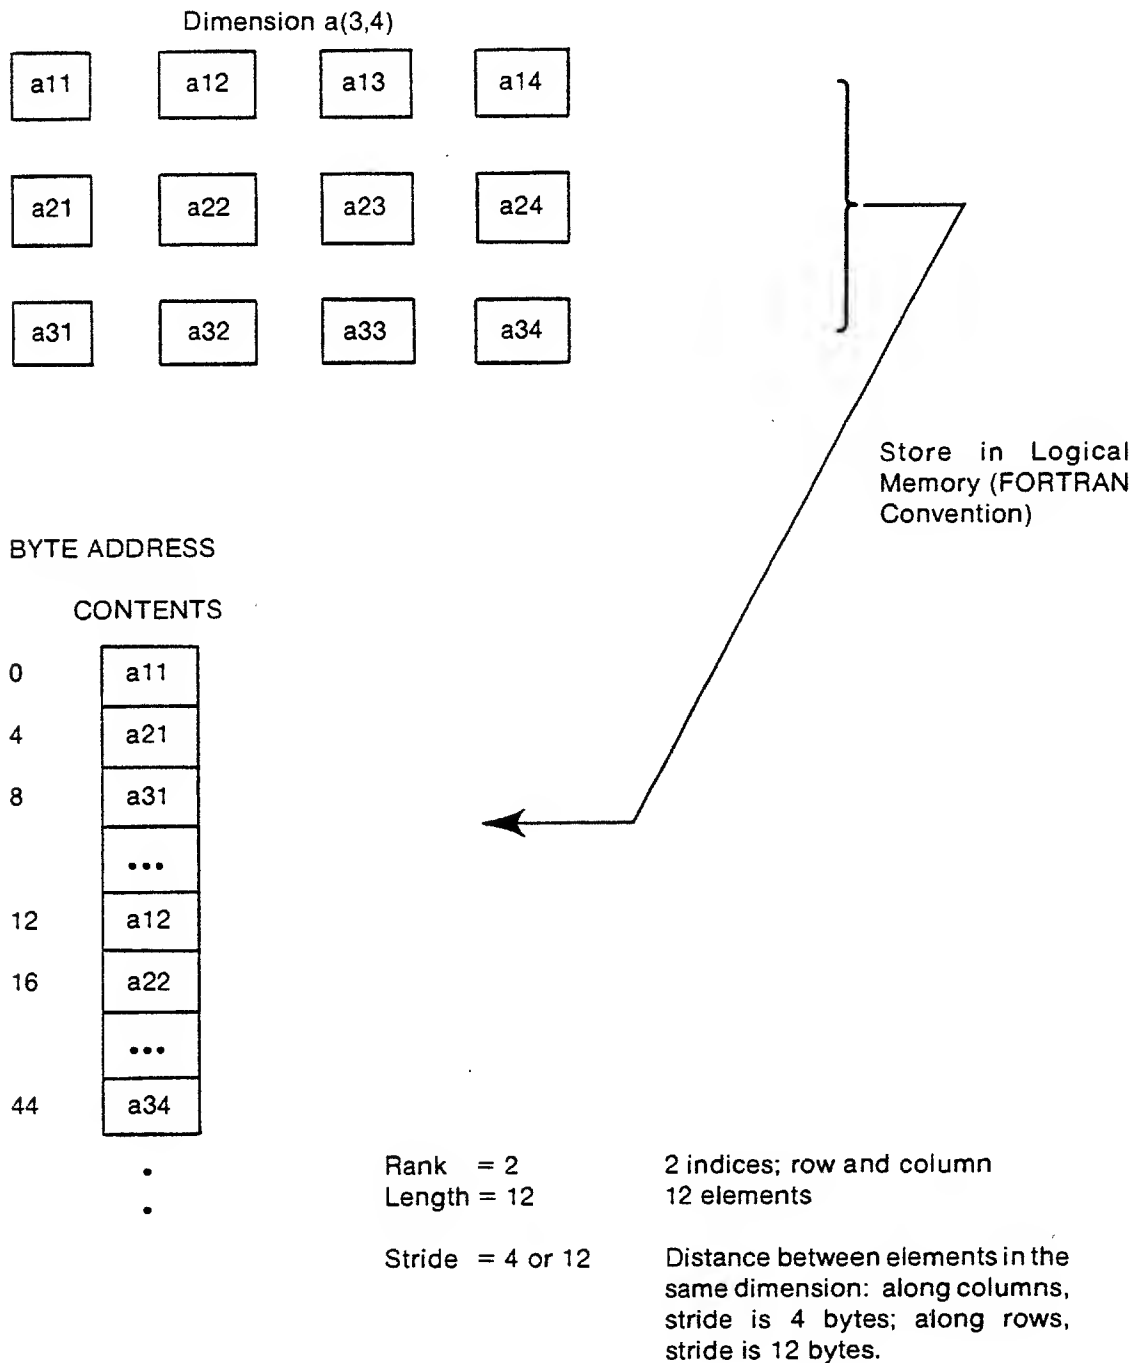 Dimension a(3,4)
a11 a12 a13 a14
a21 a22 a23 a24
a31 a32 a33 a34
Store in Logical
Memory (FORTRAN
Convention)
BYTE ADDRESS
CONTENTS
0 a11
4 a21
8 a31
...
12 a12
16 a22
...
44 a34
.
.
Rank = 2 2 indices; row and column
Length = 12 12 elements
Stride = 4 or 12 Distance between elements in the
same dimension: along columns,
stride is 4 bytes; along rows,
stride is 12 bytes.